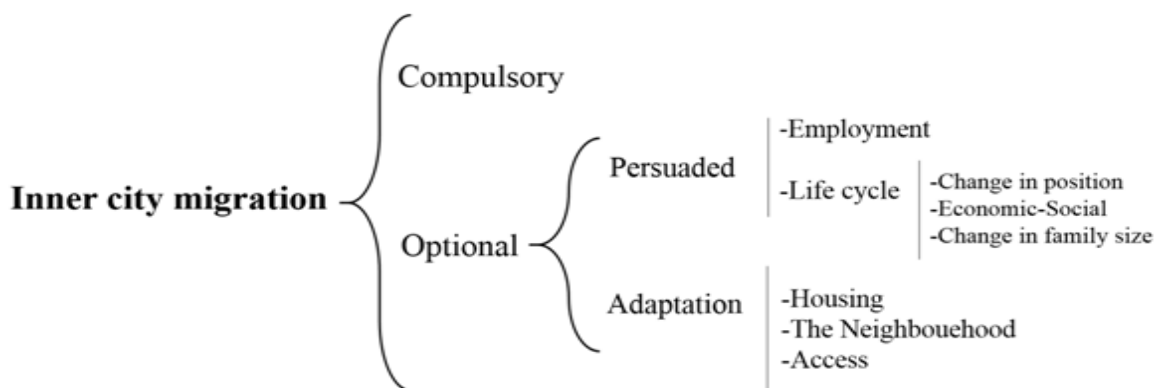 Inner city migration
Compulsory
Optional
Persuaded
-Employment
-Life cycle
-Change in position
-Economic-Social
-Change in family size
Adaptation
-Housing
-The Neighbouehood
-Access